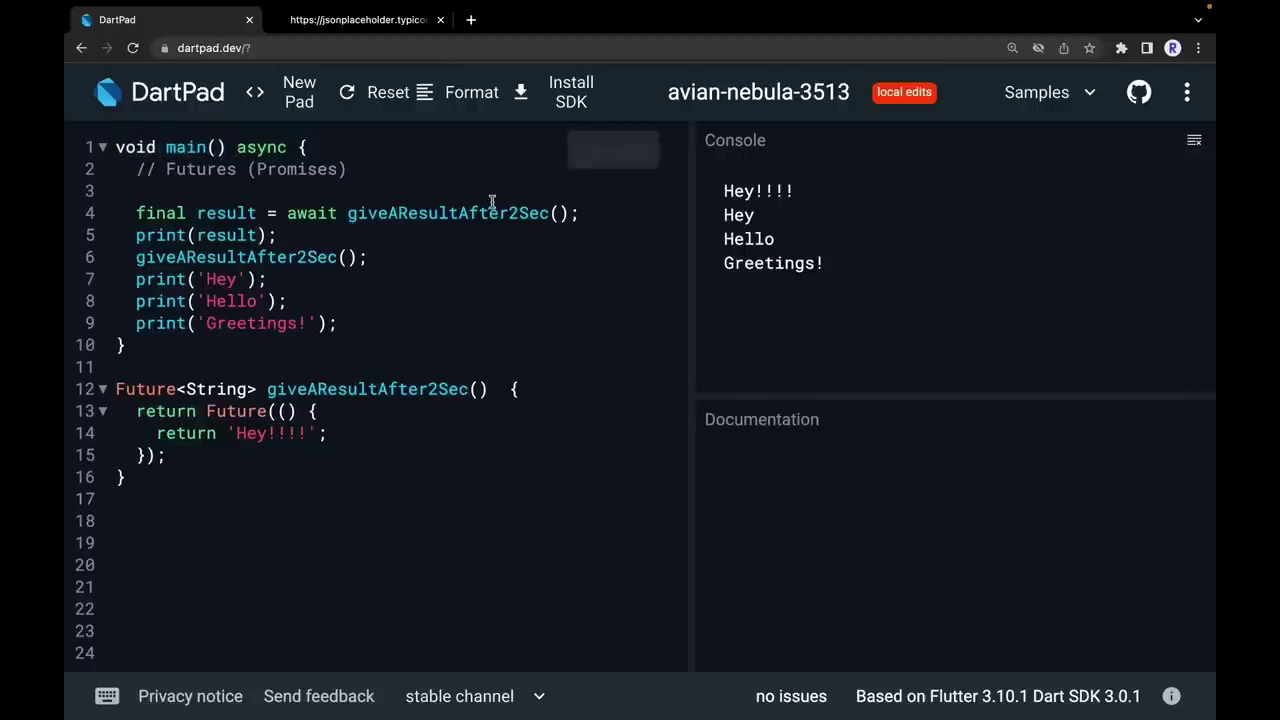 DartPad
https://jsonplaceholder.typico
dartpad.dev/?
R
DartPad
New Pad
Reset
Format
Install SDK
avian-nebula-3513
local edits
Samples
1 void main() async {
2 // Futures (Promises)
3
4 final result = await giveAResultAfter2Sec();
5 print(result);
6 giveAResultAfter2Sec();
7 print('Hey');
8 print('Hello');
9 print('Greetings!');
10 }
11
12 Future<String> giveAResultAfter2Sec()  {
13 return Future(() {
14 return 'Hey!!!!';
15 });
16 }
17
18
19
20
21
22
23
24
Console
Hey!!!!
Hey
Hello
Greetings!
Documentation
Privacy notice
Send feedback
stable channel
no issues
Based on Flutter 3.10.1 Dart SDK 3.0.1